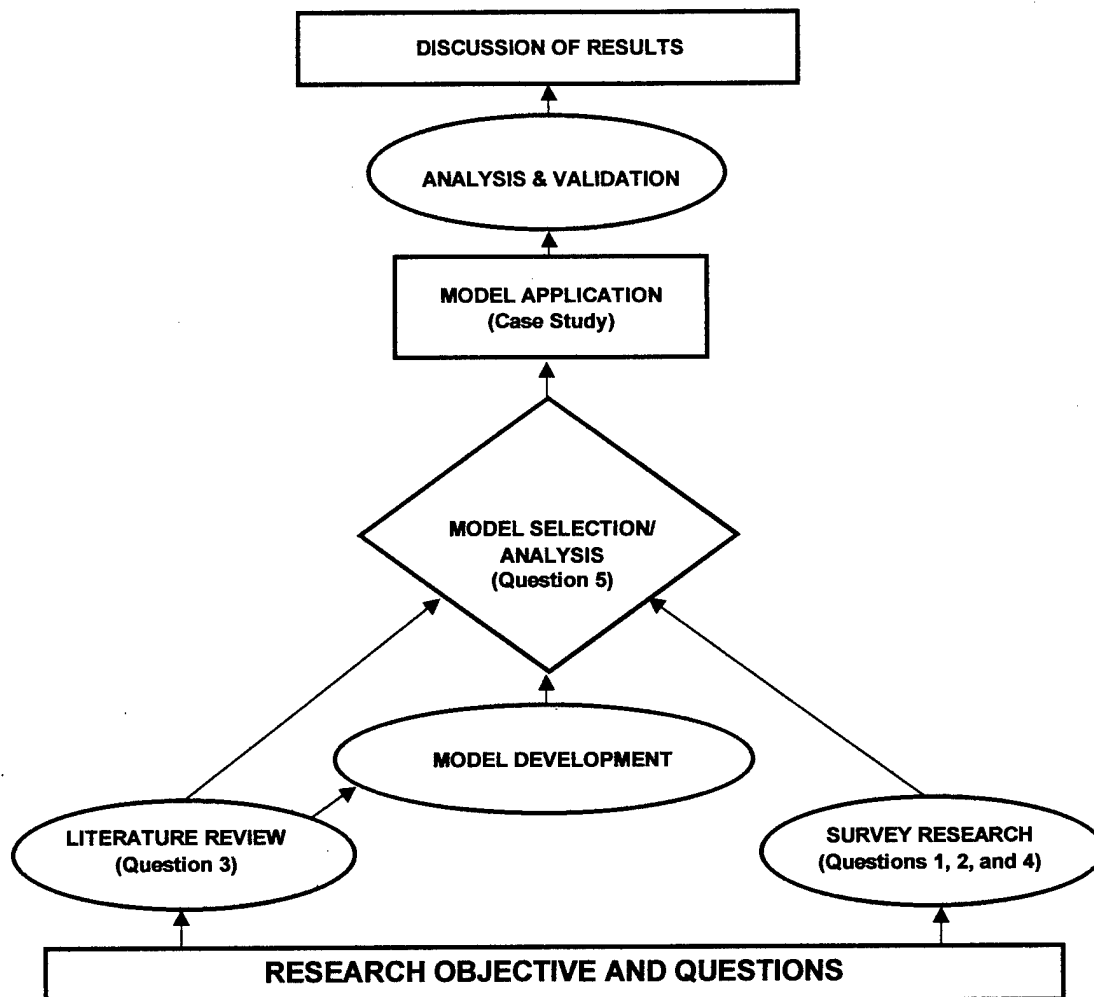 DISCUSSION OF RESULTS
ANALYSIS & VALIDATION
MODEL APPLICATION
(Case Study)
MODEL SELECTION/
ANALYSIS
(Question 5)
MODEL DEVELOPMENT
LITERATURE REVIEW
(Question 3)
SURVEY RESEARCH
(Questions 1, 2, and 4)
RESEARCH OBJECTIVE AND QUESTIONS